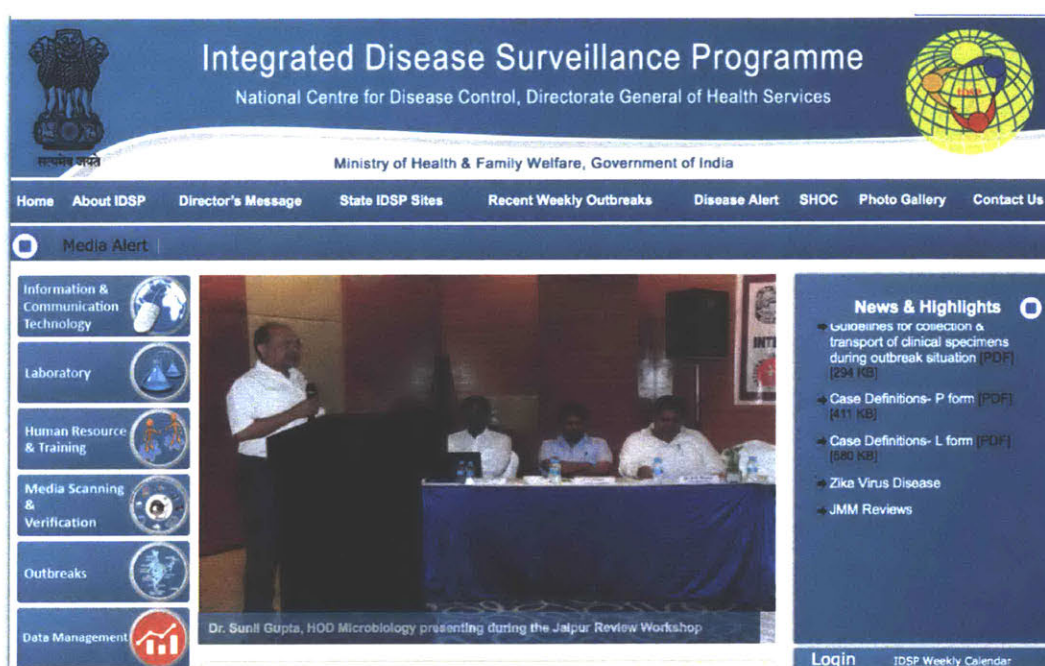 Integrated Disease Surveillance Programme
National Centre for Disease Control, Directorate General of Health Services
सत्यमेव जयते
IDSP
Ministry of Health & Family Welfare, Government of India
Home About IDSP Director's Message State IDSP Sites Recent Weekly Outbreaks Disease Alert SHOC Photo Gallery Contact Us
Media Alert
Information &
Communication
Technology
Laboratory
Human Resource
& Training
Media Scanning
&
Verification
Outbreaks
Data Management
INT
Dr. Sunil Gupta, HOD Microbiology presenting during the Jaipur Review Workshop
News & Highlights
Guidelines for collection &
transport of clinical specimens
during outbreak situation [PDF]
[294 KB]
Case Definitions- P form [PDF]
[411 KB]
Case Definitions- L form [PDF]
[580 KB]
Zika Virus Disease
JMM Reviews
Login IDSP Weekly Calendar